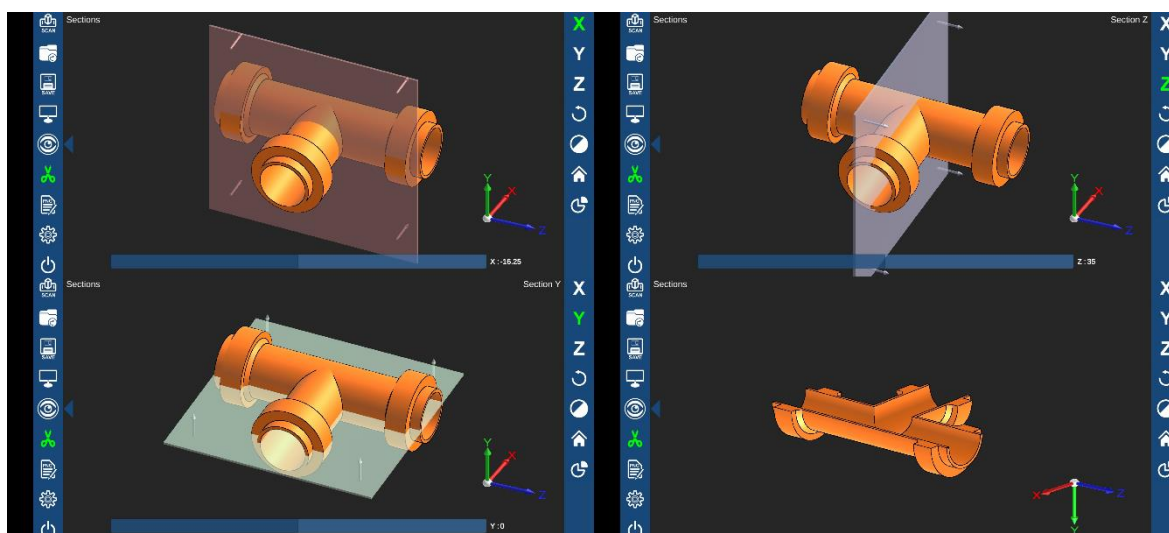 Sections
X
SCAN
Y
SAVE
Z
Y
X
Z
X :-16.25
Sections
Section Z
X
SCAN
Y
SAVE
Z
Y
X
Z
Z :35
Sections
Section Y
X
SCAN
Y
SAVE
Z
Y
X
Z
Y :0
Sections
X
SCAN
Y
SAVE
Z
X
Z
Y